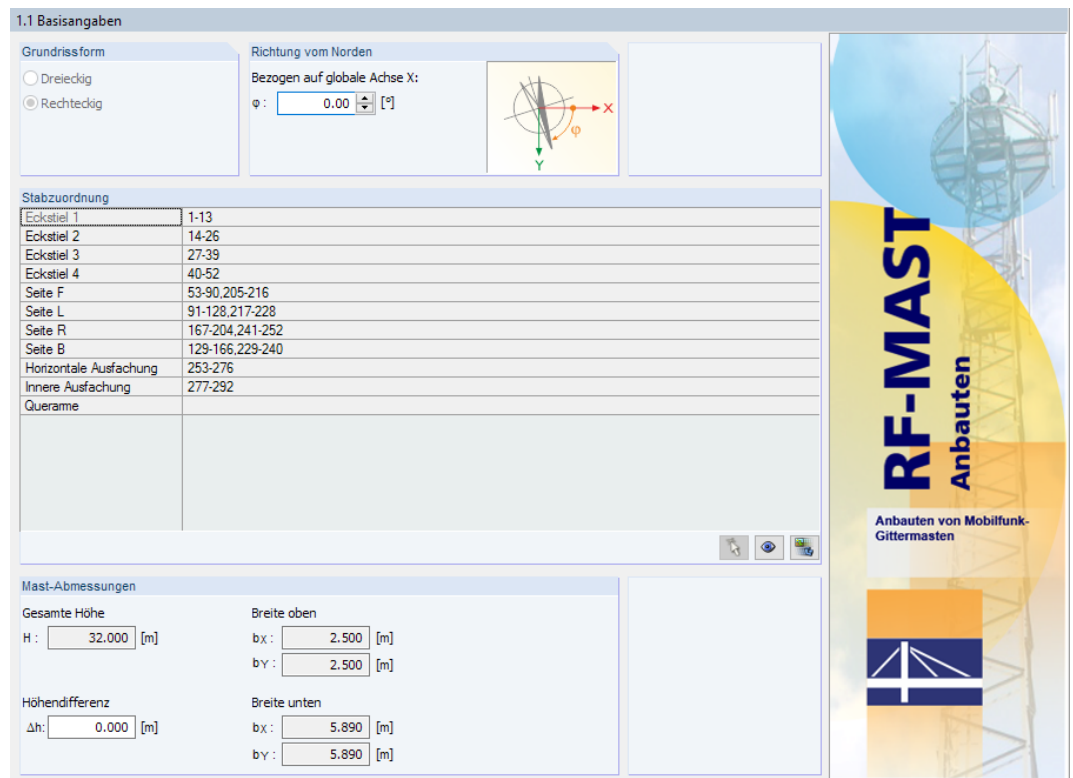 1.1 Basisangaben
Grundrissform
Dreieckig
Rechteckig
Richtung vom Norden
Bezogen auf globale Achse X:
φ : 0.00 [°]
X
φ
Y
Stabzuordnung
Eckstiel 1 1-13
Eckstiel 2 14-26
Eckstiel 3 27-39
Eckstiel 4 40-52
Seite F 53-90,205-216
Seite L 91-128,217-228
Seite R 167-204,241-252
Seite B 129-166,229-240
Horizontale Ausfachung 253-276
Innere Ausfachung 277-292
Querarme
Mast-Abmessungen
Gesamte Höhe
H : 32.000 [m]
Breite oben
bX : 2.500 [m]
bY : 2.500 [m]
Höhendifferenz
Δh: 0.000 [m]
Breite unten
bX : 5.890 [m]
bY : 5.890 [m]
RF-MAST
Anbauten
Anbauten von Mobilfunk-
Gittermasten